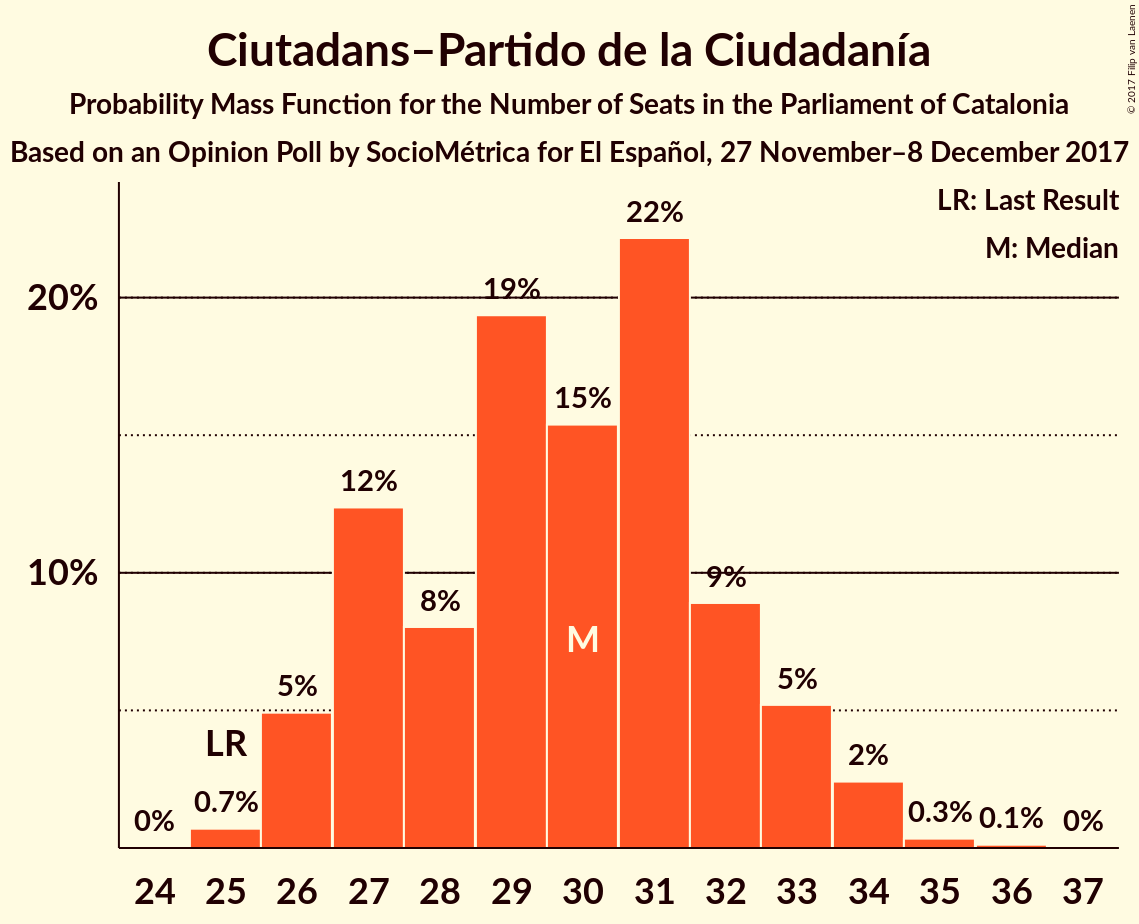 Ciutadans–Partido de la Ciudadanía
Probability Mass Function for the Number of Seats in the Parliament of Catalonia
Based on an Opinion Poll by SocioMétrica for El Español, 27 November–8 December 2017
© 2017 Filip van Laenen
LR: Last Result
M: Median
20%
10%
0%
0.7%
LR
5%
12%
8%
19%
15%
M
22%
9%
5%
2%
0.3%
0.1%
0%
24 25 26 27 28 29 30 31 32 33 34 35 36 37